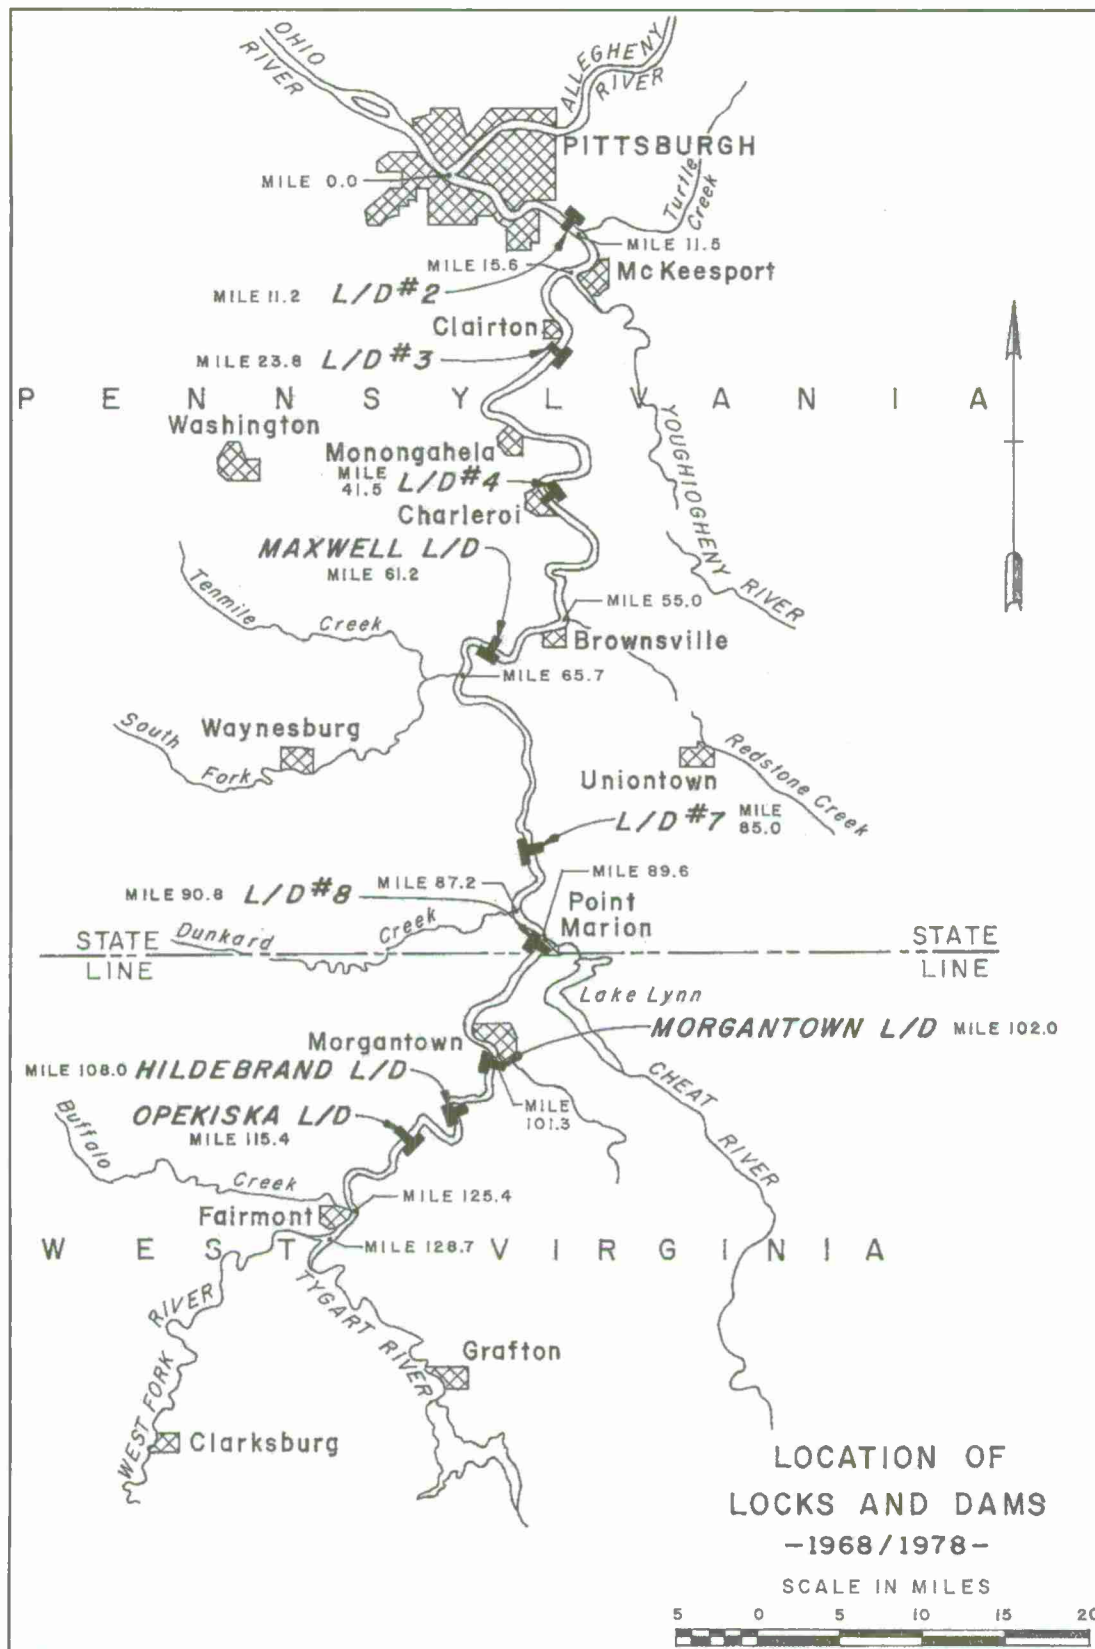 OHIO
RIVER
ALLEGHENY
RIVER
PITTSBURGH
MILE 0.0
Turtle
Creek
MILE 11.5
MILE 15.6
McKeesport
MILE 11.2 L/D#2
Clairton
MILE 23.8 L/D#3
PENNSYLVANIA
Washington
Monongahela
MILE
41.5 L/D#4
Charleroi
YOUGHIOGHENY RIVER
MAXWELL L/D
MILE 61.2
Tenmile Creek
MILE 55.0
Brownsville
MILE 65.7
South
Fork
Waynesburg
Redstone Creek
Uniontown
L/D#7 MILE
85.0
MILE 89.6
MILE 90.8 L/D#8 MILE 87.2
Point
Marion
Dunkard Creek
STATE
LINE
STATE
LINE
Lake Lynn
Morgantown
MORGANTOWN L/D MILE 102.0
MILE 108.0 HILDEBRAND L/D
CHEAT
RIVER
MILE
101.3
OPEKISKA L/D
MILE 115.4
Buffalo
Creek
MILE 125.4
Fairmont
WEST VIRGINIA
MILE 128.7
WEST FORK RIVER
TYGART RIVER
Grafton
Clarksburg
LOCATION OF
LOCKS AND DAMS
-1968/1978-
SCALE IN MILES
5 0 5 10 15 20